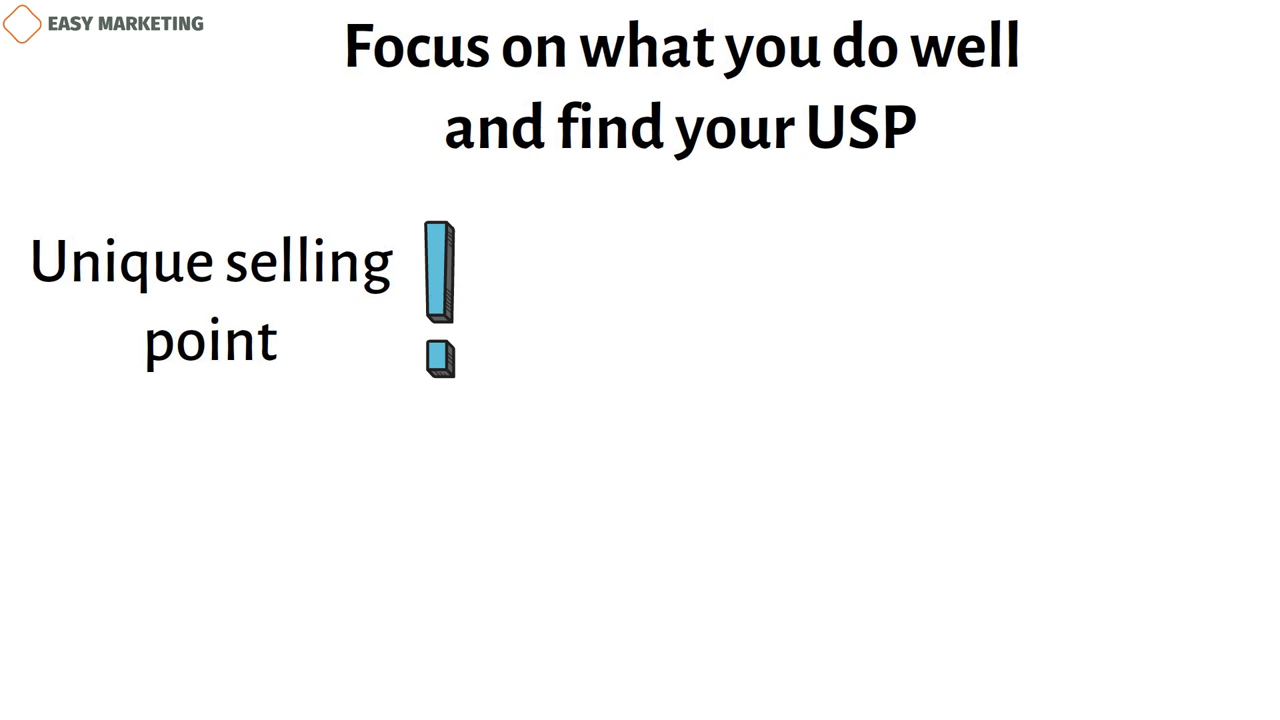 EASY MARKETING
Focus on what you do well
and find your USP
Unique selling
point
!